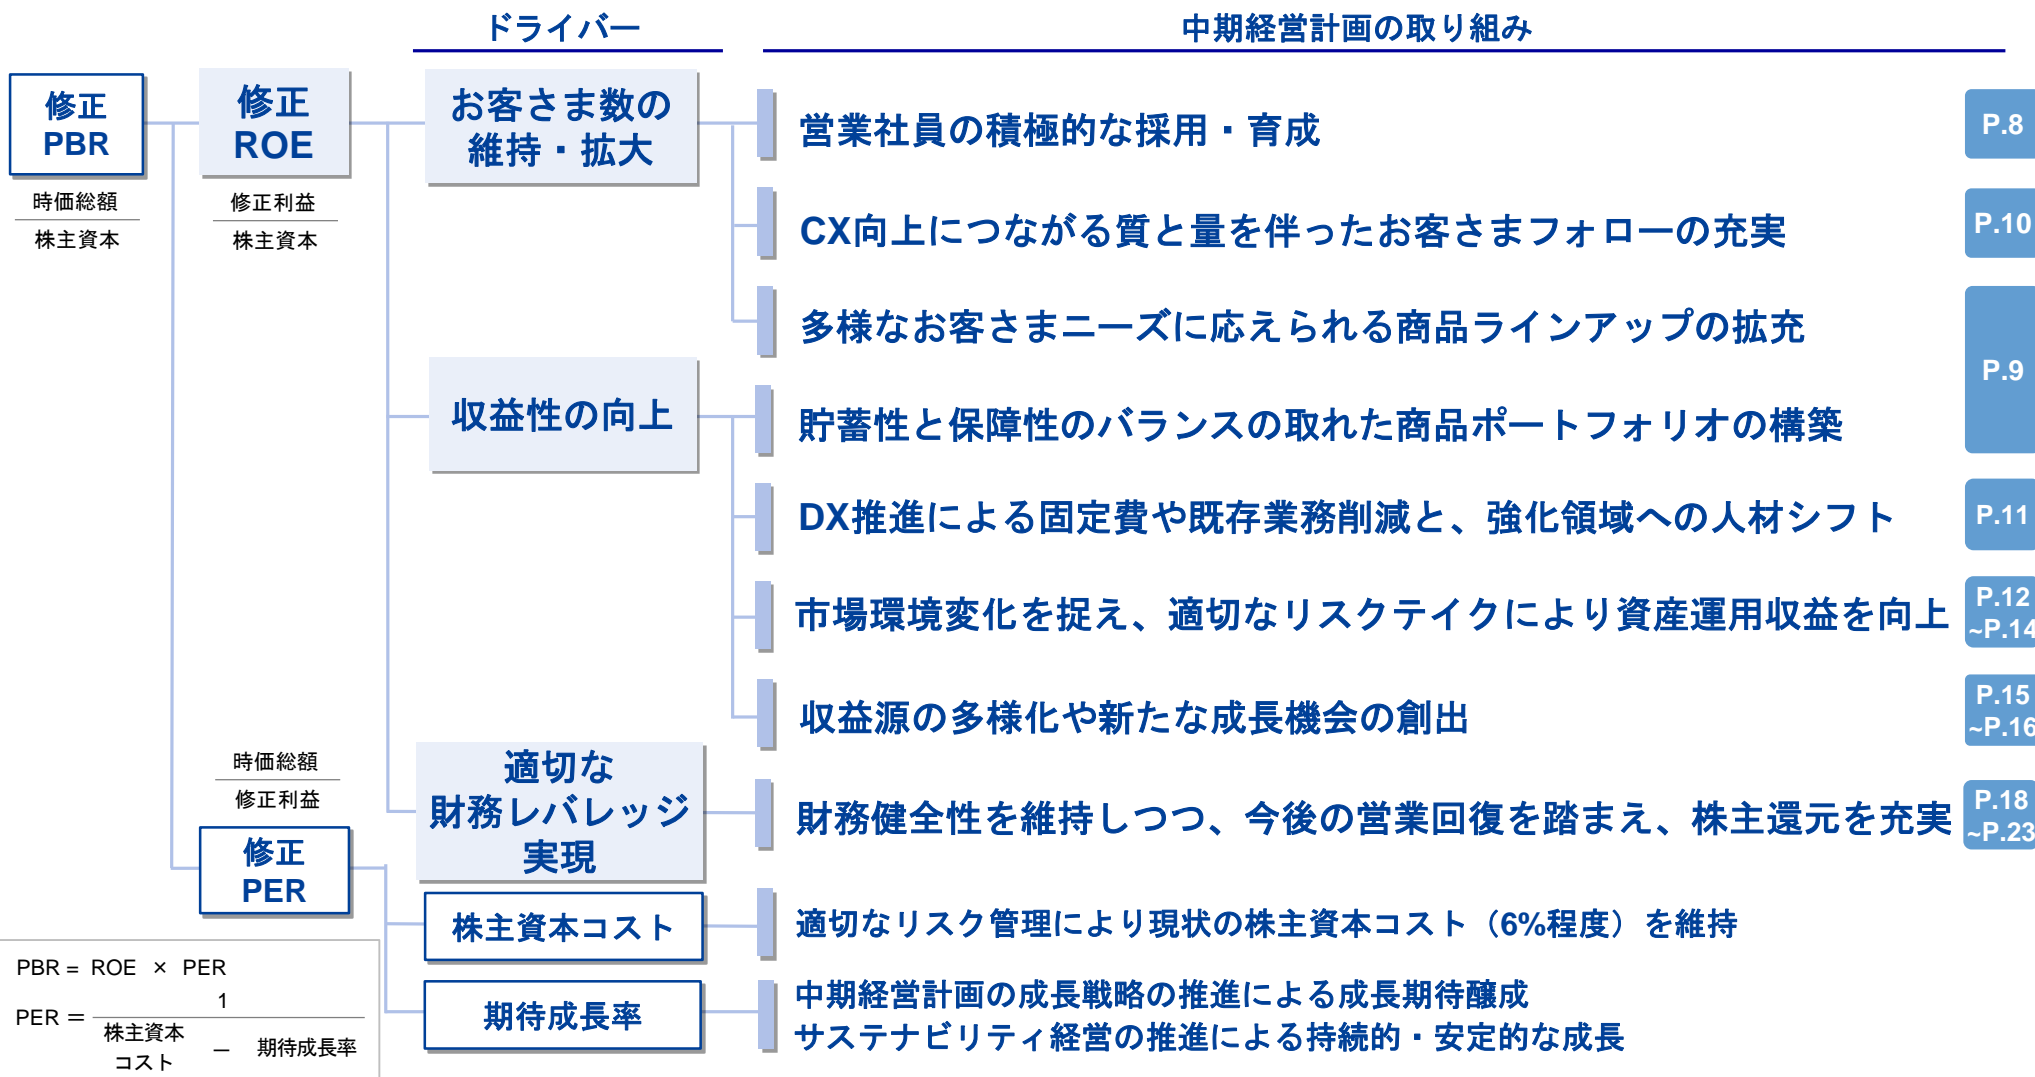 ドライバー
中期経営計画の取り組み
修正
PBR
時価総額
株主資本
修正
ROE
修正利益
株主資本
お客さま数の
維持・拡大
営業社員の積極的な採用・育成
P.8
CX向上につながる質と量を伴ったお客さまフォローの充実
P.10
多様なお客さまニーズに応えられる商品ラインアップの拡充
P.9
収益性の向上
貯蓄性と保障性のバランスの取れた商品ポートフォリオの構築
DX推進による固定費や既存業務削減と、強化領域への人材シフト
P.11
市場環境変化を捉え、適切なリスクテイクにより資産運用収益を向上
P.12
~P.14
収益源の多様化や新たな成長機会の創出
P.15
~P.16
適切な
財務レバレッジ
実現
財務健全性を維持しつつ、今後の営業回復を踏まえ、株主還元を充実
P.18
~P.23
時価総額
修正利益
修正
PER
株主資本コスト
適切なリスク管理により現状の株主資本コスト（6%程度）を維持
期待成長率
中期経営計画の成長戦略の推進による成長期待醸成
サステナビリティ経営の推進による持続的・安定的な成長
PBR = ROE × PER
PER =
1
株主資本
コスト
－ 期待成長率